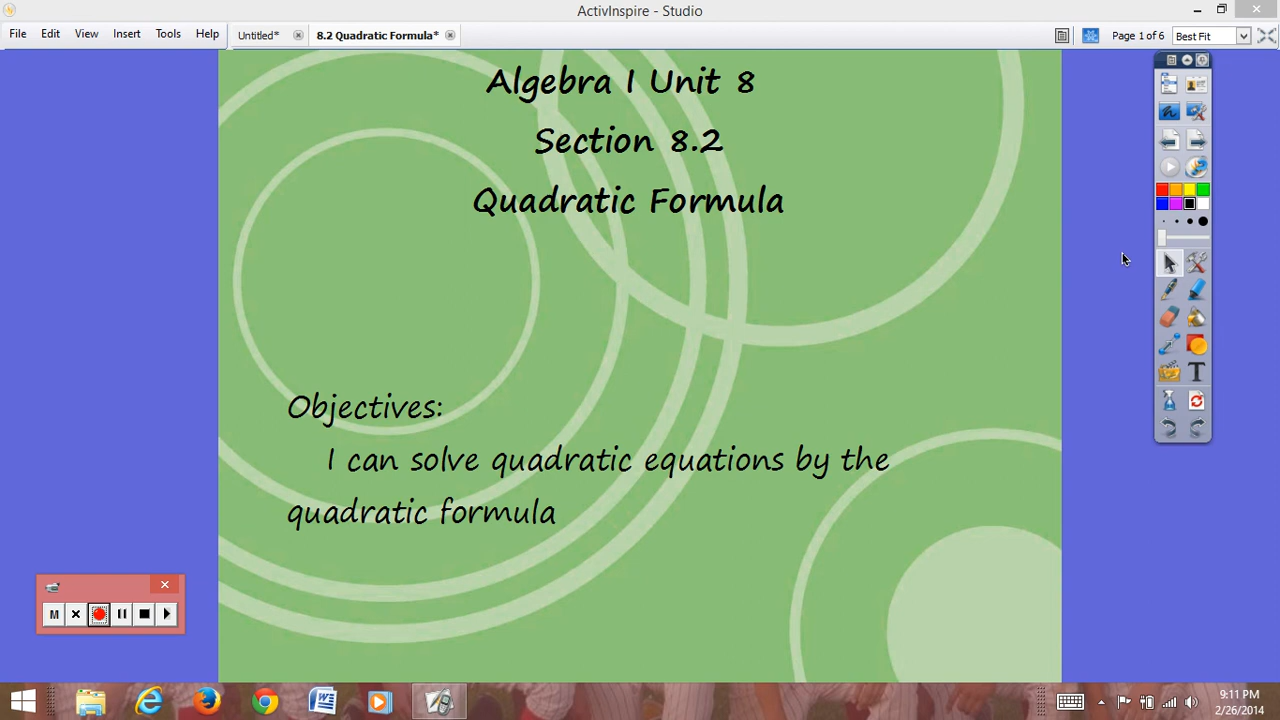 ActivInspire - Studio
File Edit View Insert Tools Help
Untitled* 8.2 Quadratic Formula*
Page 1 of 6 Best Fit
Algebra I Unit 8
Section 8.2
Quadratic Formula
Objectives:
I can solve quadratic equations by the
quadratic formula
T
M
W
9:11 PM
2/26/2014